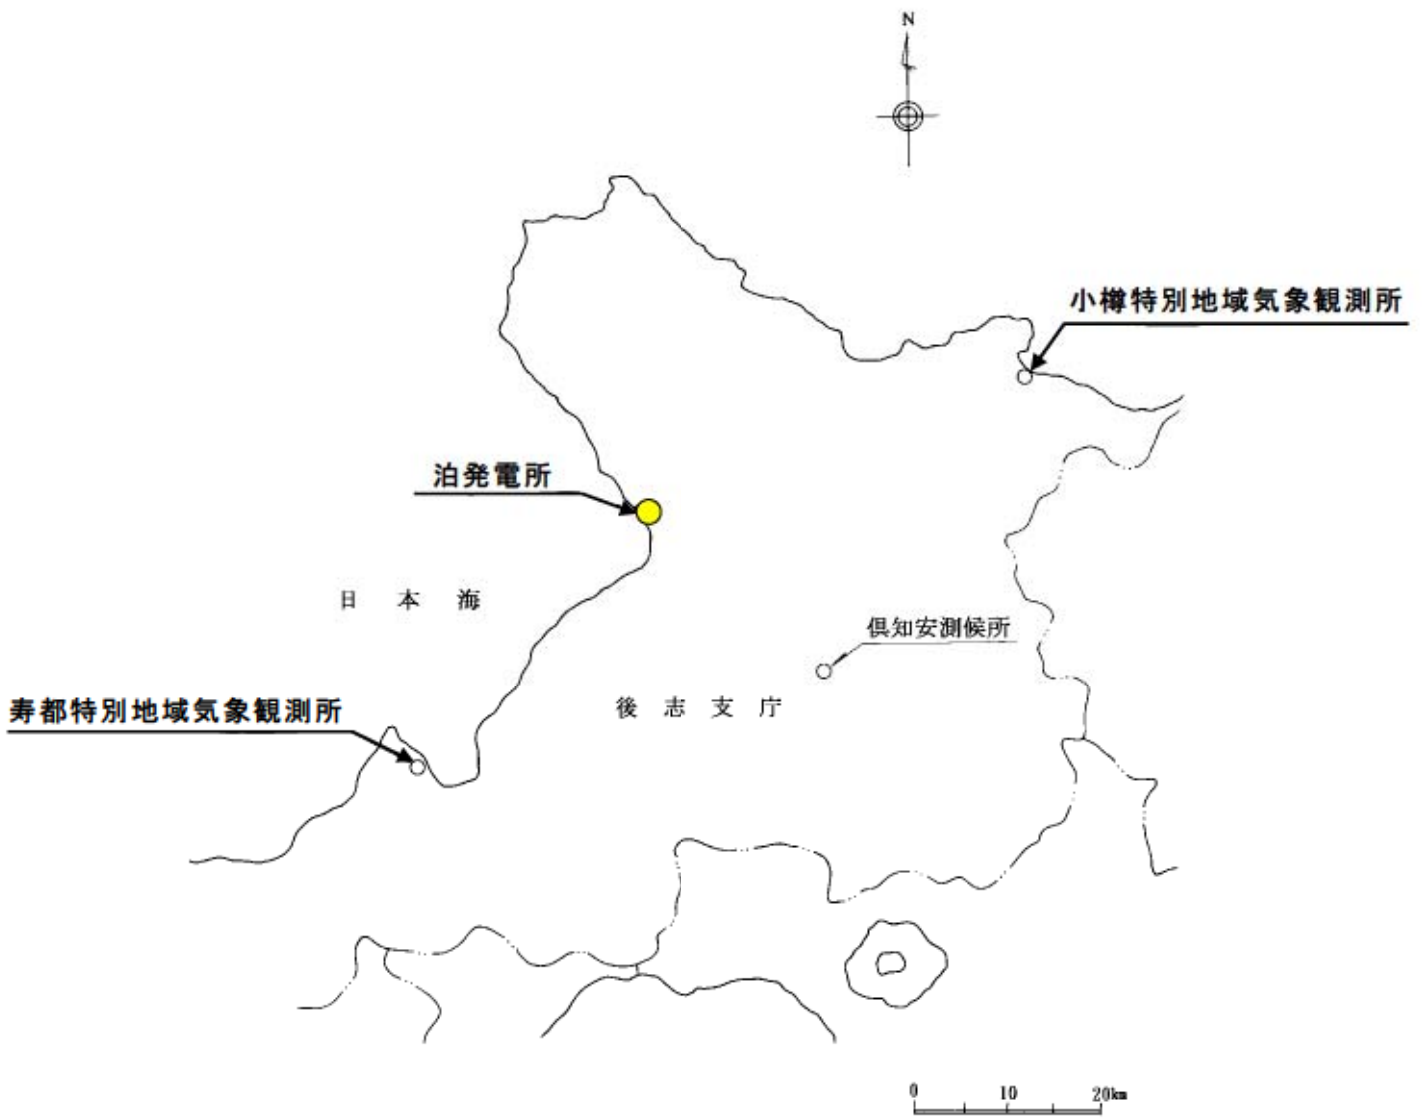 N
小樽特別地域気象観測所
泊発電所
日本海
倶知安測候所
後志支庁
寿都特別地域気象観測所
0 10 20km